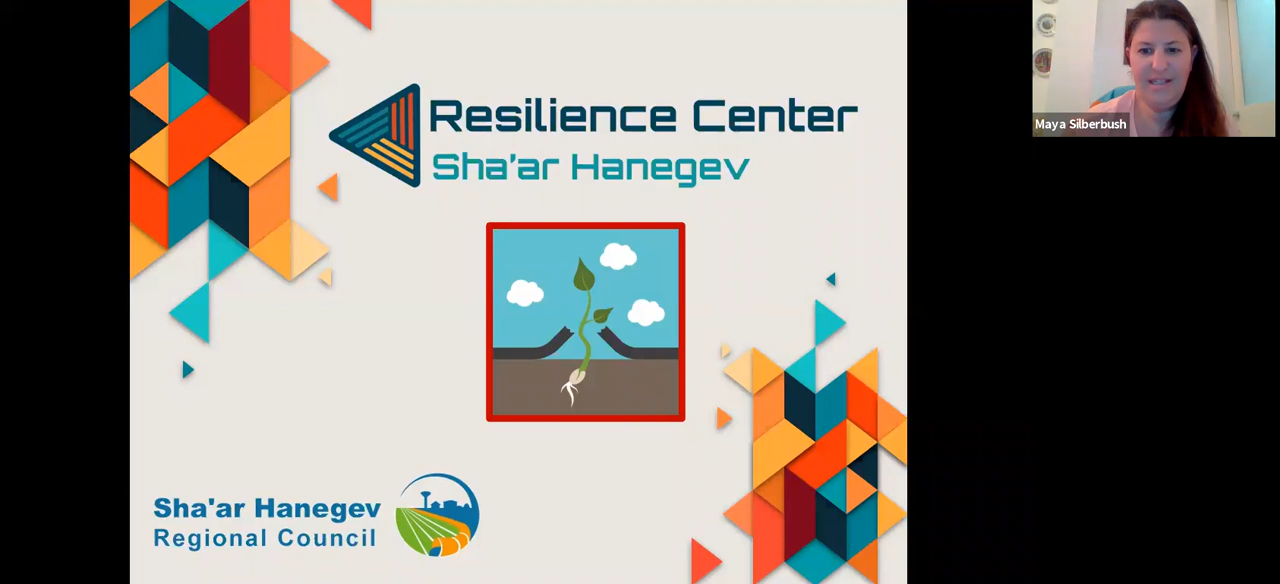 Resilience Center
Sha'ar Hanegev
Maya Silberbush
Sha'ar Hanegev
Regional Council